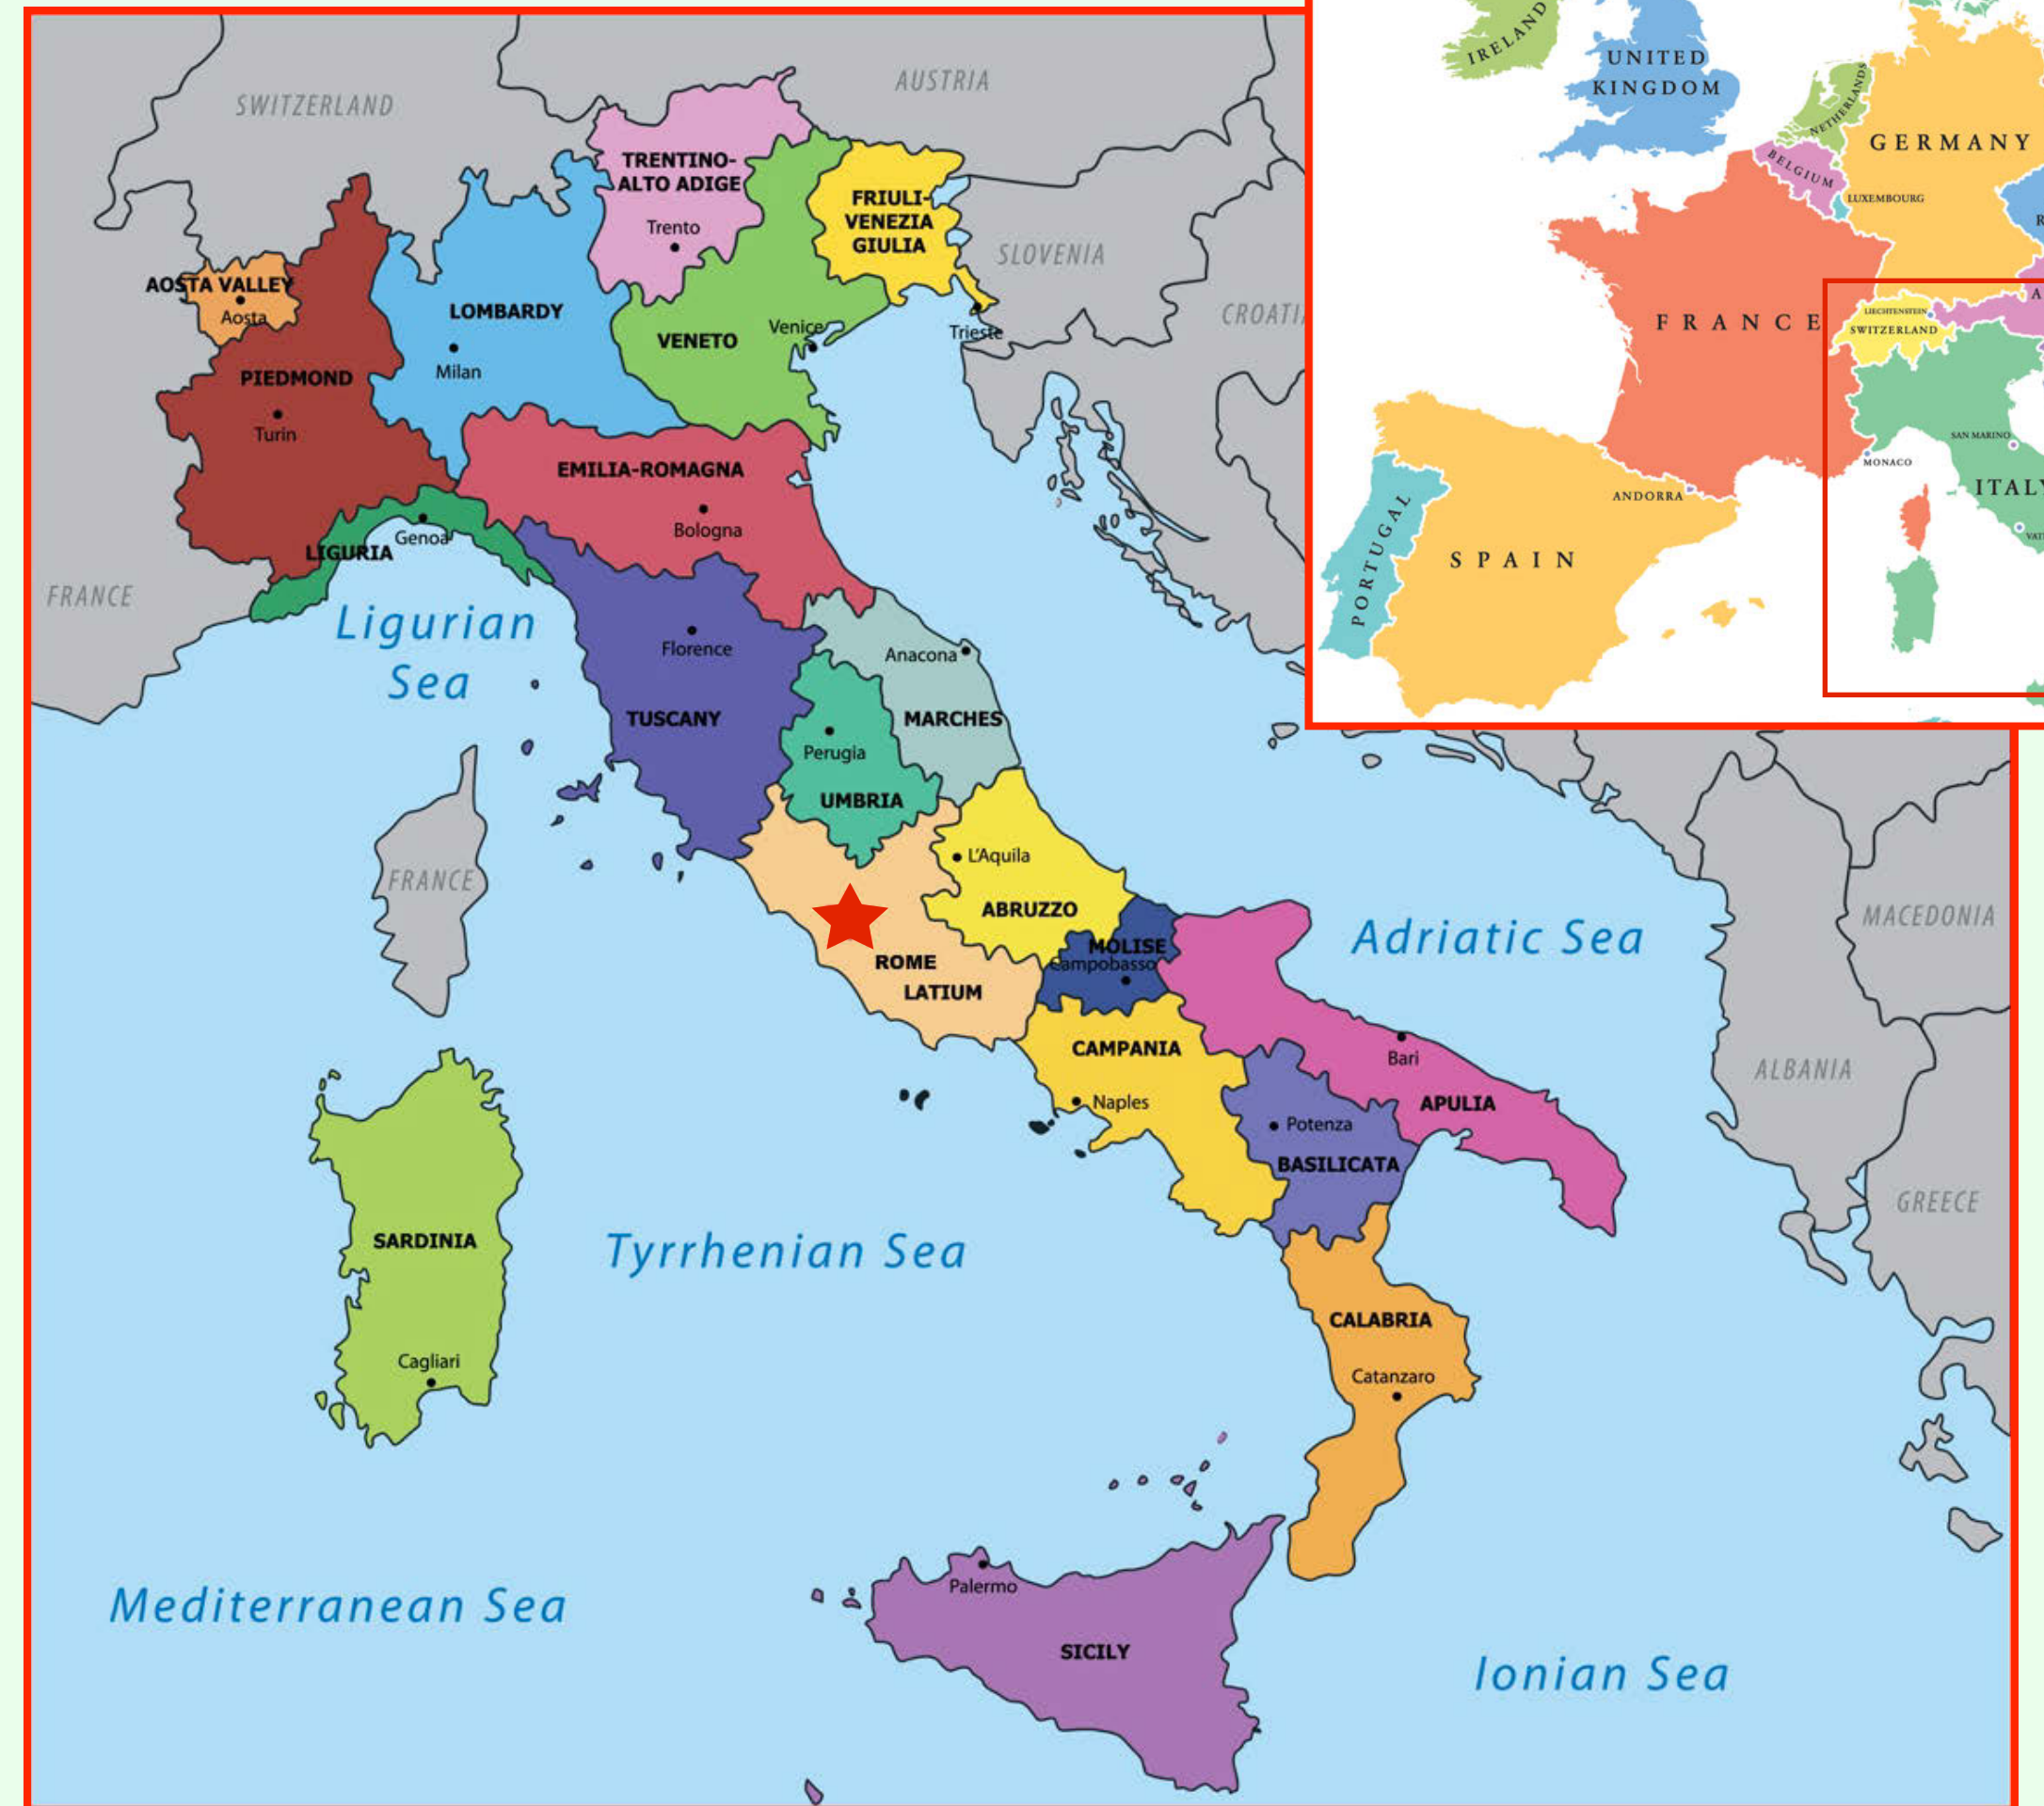 SWITZERLAND
AUSTRIA
TRENTINO-
ALTO ADIGE
Trento
FRIULI-
VENEZIA
GIULIA
SLOVENIA
AOSTA VALLEY
Aosta
LOMBARDY
Milan
VENETO
Venice
Trieste
PIEDMOND
Turin
EMILIA-ROMAGNA
Bologna
LIGURIA
Genoa
FRANCE
Ligurian
Sea
Florence
TUSCANY
Anacona
MARCHES
Perugia
UMBRIA
FRANCE
L'Aquila
ABRUZZO
ROME
LATIUM
MOLISE
Campobasso
Adriatic Sea
MACEDONIA
CAMPANIA
Naples
Bari
APULIA
ALBANIA
Potenza
BASILICATA
GREECE
SARDINIA
Cagliari
Tyrrhenian Sea
CALABRIA
Catanzaro
Mediterranean Sea
Palermo
SICILY
Ionian Sea
IRELAND
UNITED
KINGDOM
NETHERLANDS
BELGIUM
GERMANY
LUXEMBOURG
FRANCE
LIECHTENSTEIN
SWITZERLAND
SAN MARINO
MONACO
ITALY
ANDORRA
PORTUGAL
SPAIN